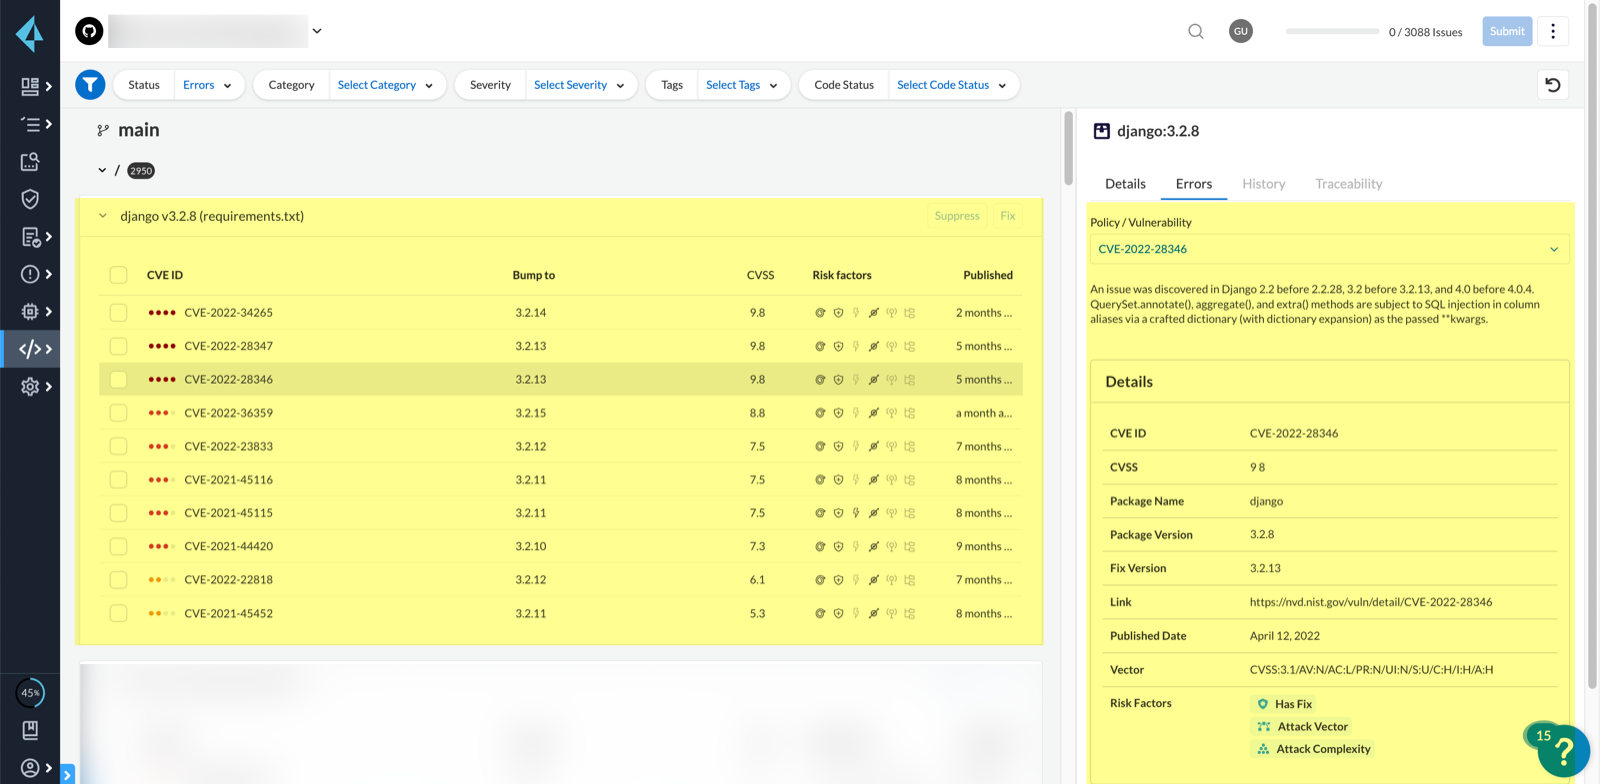 GU
0 / 3088 Issues
Submit
Status Errors
Category Select Category
Severity Select Severity
Tags Select Tags
Code Status Select Code Status
main
/ 2950
django v3.2.8 (requirements.txt)
Suppress Fix
CVE ID Bump to CVSS Risk factors Published
CVE-2022-34265 3.2.14 9.8 2 months ...
CVE-2022-28347 3.2.13 9.8 5 months ...
CVE-2022-28346 3.2.13 9.8 5 months ...
CVE-2022-36359 3.2.15 8.8 a month a...
CVE-2022-23833 3.2.12 7.5 7 months ...
CVE-2021-45116 3.2.11 7.5 8 months ...
CVE-2021-45115 3.2.11 7.5 8 months ...
CVE-2021-44420 3.2.10 7.3 9 months ...
CVE-2022-22818 3.2.12 6.1 7 months ...
CVE-2021-45452 3.2.11 5.3 8 months ...
django:3.2.8
Details Errors History Traceability
Policy / Vulnerability
CVE-2022-28346
An issue was discovered in Django 2.2 before 2.2.28, 3.2 before 3.2.13, and 4.0 before 4.0.4.
QuerySet.annotate(), aggregate(), and extra() methods are subject to SQL injection in column
aliases via a crafted dictionary (with dictionary expansion) as the passed **kwargs.
Details
CVE ID CVE-2022-28346
CVSS 9 8
Package Name django
Package Version 3.2.8
Fix Version 3.2.13
Link https://nvd.nist.gov/vuln/detail/CVE-2022-28346
Published Date April 12, 2022
Vector CVSS:3.1/AV:N/AC:L/PR:N/UI:N/S:U/C:H/I:H/A:H
Risk Factors Has Fix
Attack Vector
Attack Complexity
45%
15
?